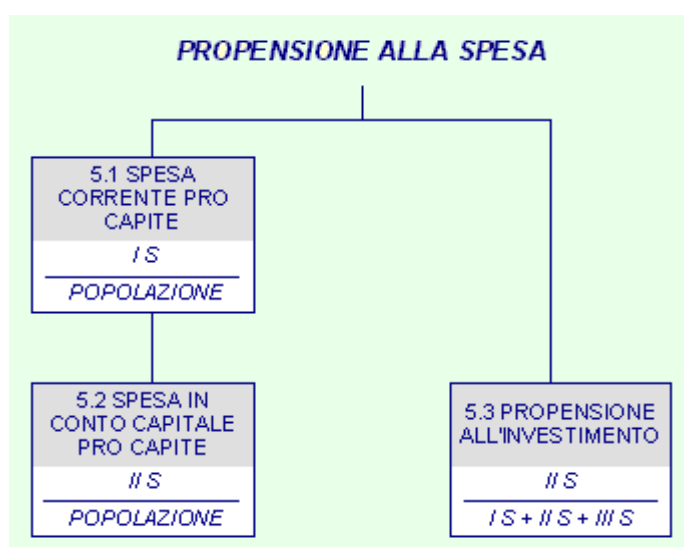 PROPENSIONE ALLA SPESA
5.1 SPESA
CORRENTE PRO
CAPITE
I S
POPOLAZIONE
5.2 SPESA IN
CONTO CAPITALE
PRO CAPITE
II S
POPOLAZIONE
5.3 PROPENSIONE
ALL'INVESTIMENTO
II S
I S + II S + III S